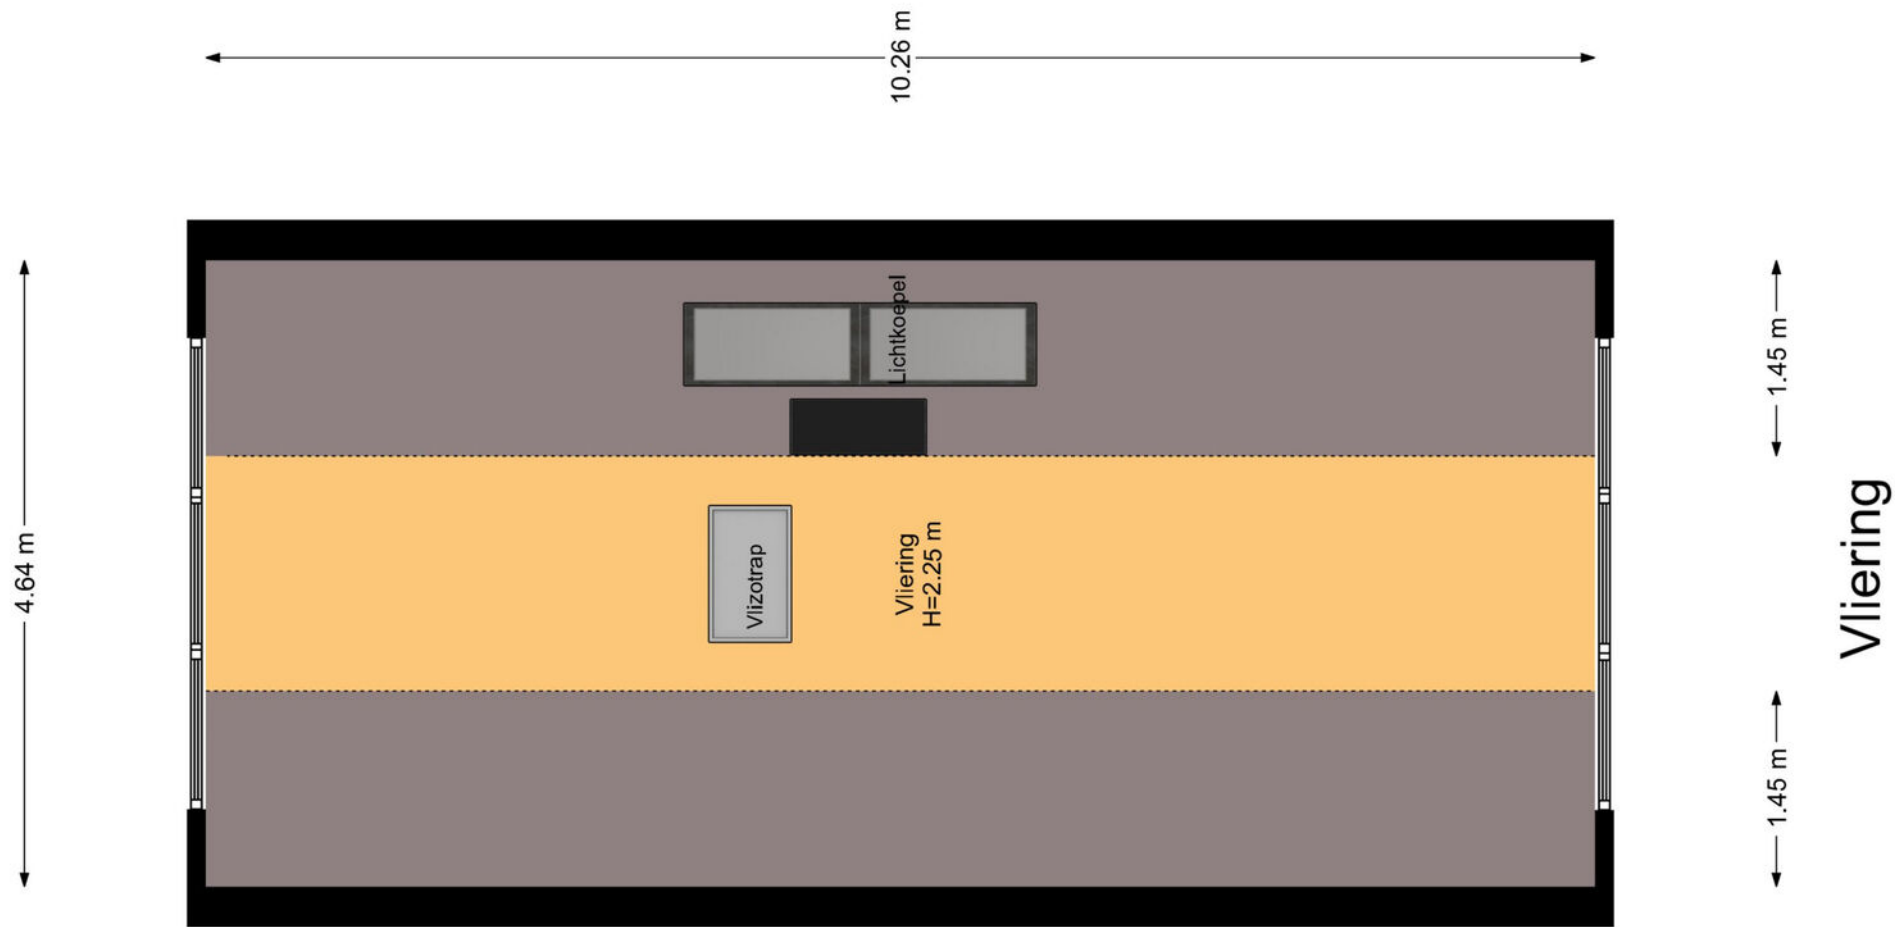 10.26 m
4.64 m
Lichtkoepel
1.45 m
Vlizotrap
Vliering
H=2.25 m
Vliering
1.45 m